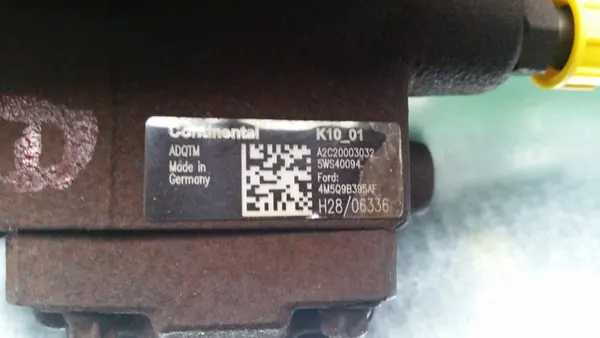 Continental K10_01
ADQTM A2C20003032
Made in 5WS40094-
Germany Ford:
4M5Q9B395AF
H28/06336